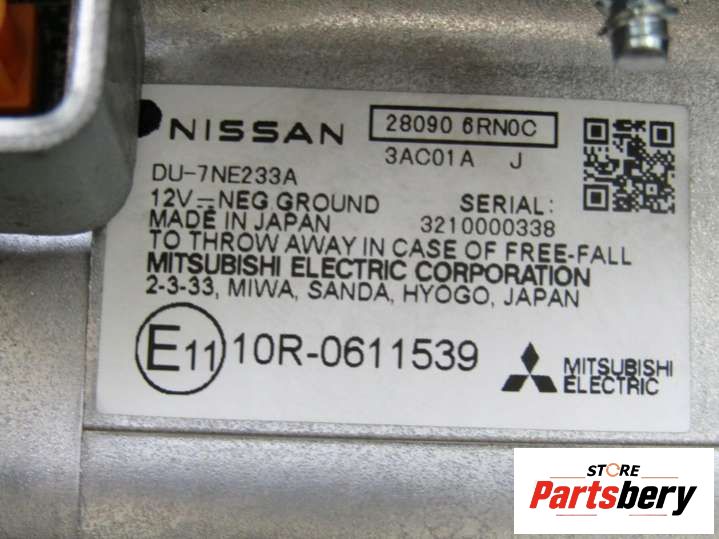 NISSAN
28090 6RN0C
3AC01A J
DU-7NE233A
12V⎓NEG GROUND SERIAL:
MADE IN JAPAN 3210000338
TO THROW AWAY IN CASE OF FREE-FALL
MITSUBISHI ELECTRIC CORPORATION
2-3-33, MIWA, SANDA, HYOGO, JAPAN
E11 10R-0611539
MITSUBISHI
ELECTRIC
STORE
Partsbery